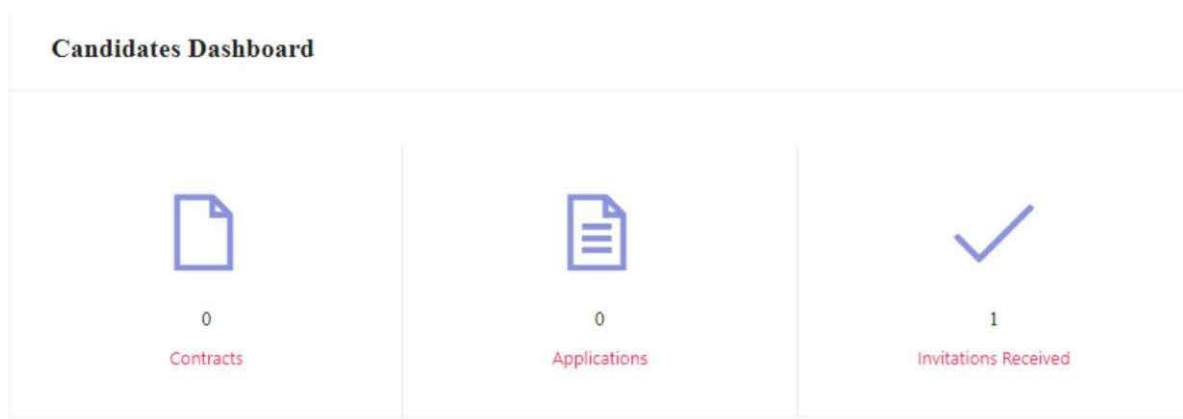 Candidates Dashboard
0
Contracts
0
Applications
1
Invitations Received